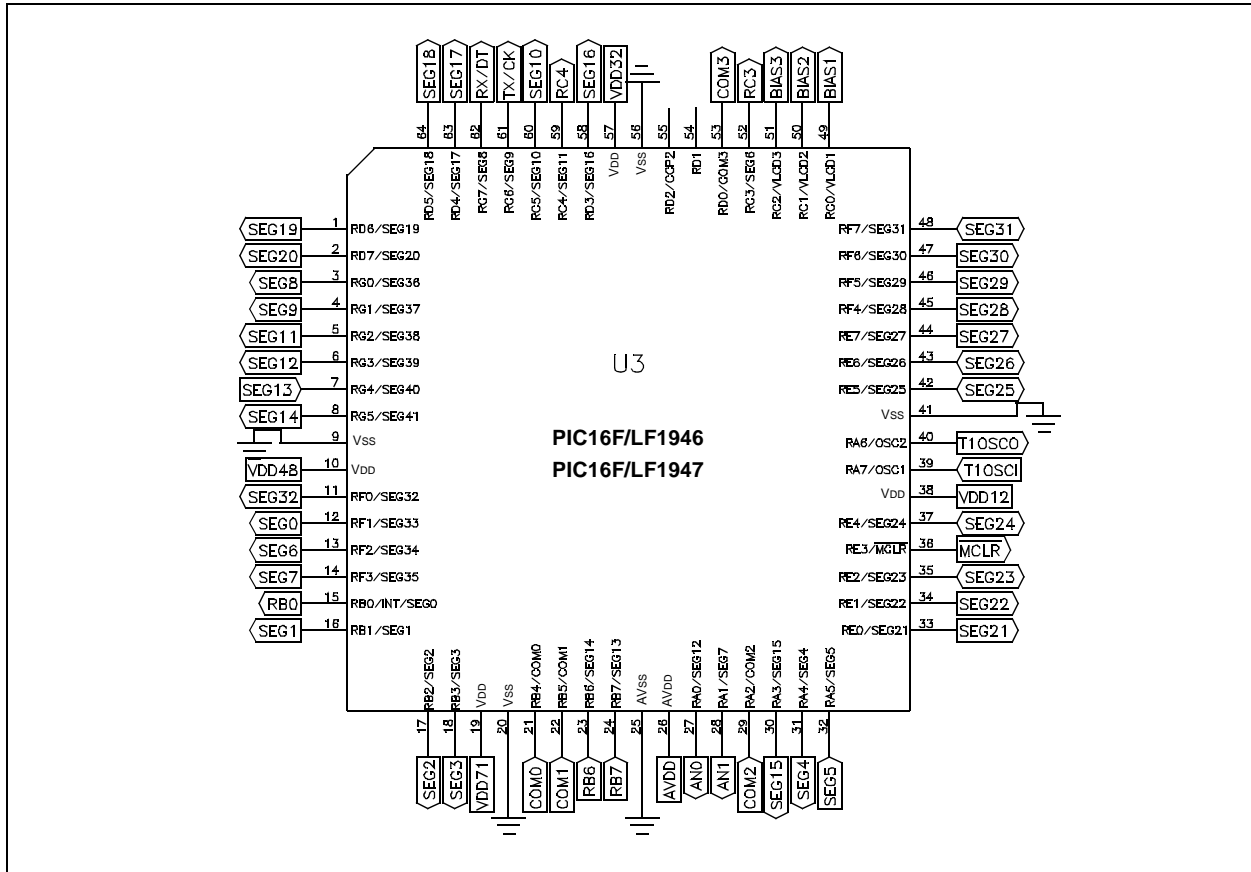 SEG18 SEG17 RX/DT TX/CK SEG10 RC4 SEG16 VDD32 COM3 RC3 BIAS3 BIAS2 BIAS1
64 63 62 61 60 59 58 57 56 55 54 53 52 51 50 49
RD5/SEG18 RD4/SEG17 RC7/SEG8 RC6/SEG9 RC5/SEG10 RC4/SEG11 RD3/SEG16 VDD VSS RD2/CCP2 RD1 RD0/COM3 RC3/SEG6 RC2/VLCD3 RC1/VLCD2 RC0/VLCD1
SEG19 1 RD6/SEG19 RF7/SEG31 48 SEG31
SEG20 2 RD7/SEG20 RF6/SEG30 47 SEG30
SEG8 3 RG0/SEG36 RF5/SEG29 46 SEG29
SEG9 4 RG1/SEG37 RF4/SEG28 45 SEG28
SEG11 5 RG2/SEG38 RE7/SEG27 44 SEG27
SEG12 6 RG3/SEG39 RE6/SEG26 43 SEG26
U3
SEG13 7 RG4/SEG40 RE5/SEG25 42 SEG25
SEG14 8 RG5/SEG41 VSS 41
9 VSS PIC16F/LF1946 RA6/OSC2 40 T1OSCO
VDD48 10 VDD PIC16F/LF1947 RA7/OSC1 39 T1OSCI
SEG32 11 RF0/SEG32 VDD 38 VDD12
SEG0 12 RF1/SEG33 RE4/SEG24 37 SEG24
SEG6 13 RF2/SEG34 RE3/MCLR 36 MCLR
SEG7 14 RF3/SEG35 RE2/SEG23 35 SEG23
RB0 15 RB0/INT/SEG0 RE1/SEG22 34 SEG22
SEG1 16 RB1/SEG1 RE0/SEG21 33 SEG21
RB2/SEG2 RB3/SEG3 VDD VSS RB4/COM0 RB5/COM1 RB6/SEG14 RB7/SEG13 AVSS AVDD RA0/SEG12 RA1/SEG7 RA2/COM2 RA3/SEG15 RA4/SEG4 RA5/SEG5
17 18 19 20 21 22 23 24 25 26 27 28 29 30 31 32
SEG2 SEG3 VDD71 COM0 COM1 RB6 RB7 AVDD AN0 AN1 COM2 SEG15 SEG4 SEG5